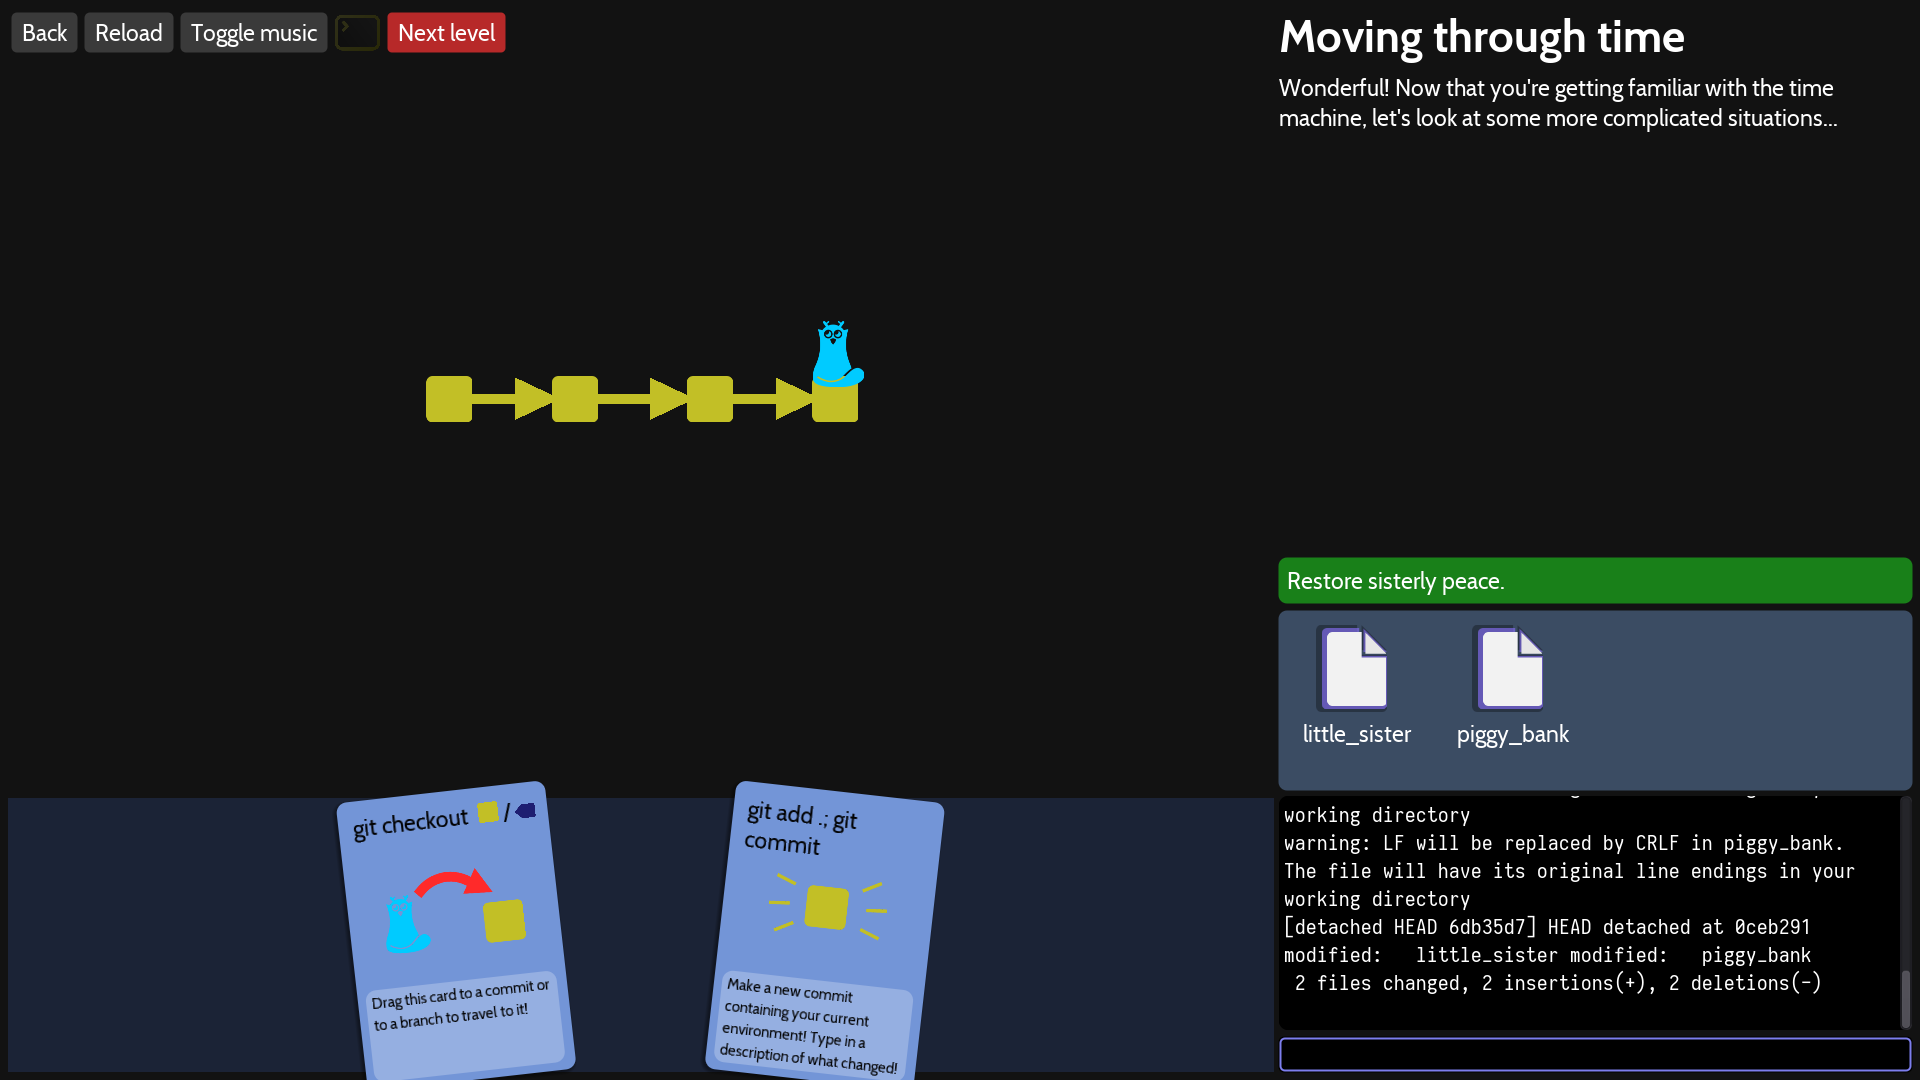 Back
Reload
Toggle music
Next level
Moving through time
Wonderful! Now that you're getting familiar with the time
machine, let's look at some more complicated situations...
Restore sisterly peace.
little_sister
piggy_bank
git checkout /
Drag this card to a commit or
to a branch to travel to it!
git add .; git
commit
Make a new commit
containing your current
environment! Type in a
description of what changed!
working directory
warning: LF will be replaced by CRLF in piggy_bank.
The file will have its original line endings in your
working directory
[detached HEAD 6db35d7] HEAD detached at 0ceb291
modified:   little_sister modified:   piggy_bank
 2 files changed, 2 insertions(+), 2 deletions(-)